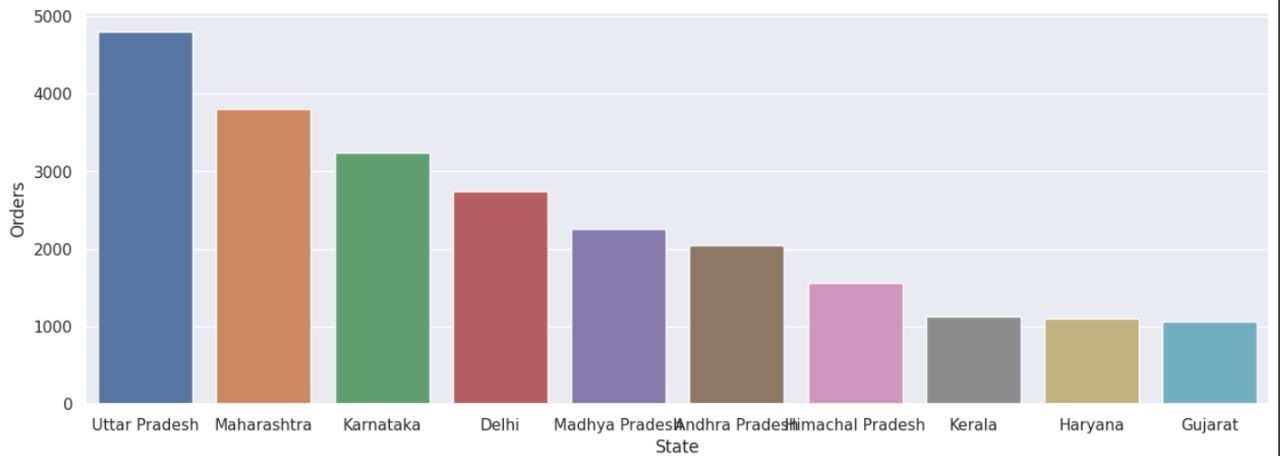 5000
4000
3000
2000
1000
0
Orders
Uttar Pradesh Maharashtra Karnataka Delhi Madhya Pradesh Andhra Pradesh Himachal Pradesh Kerala Haryana Gujarat
State